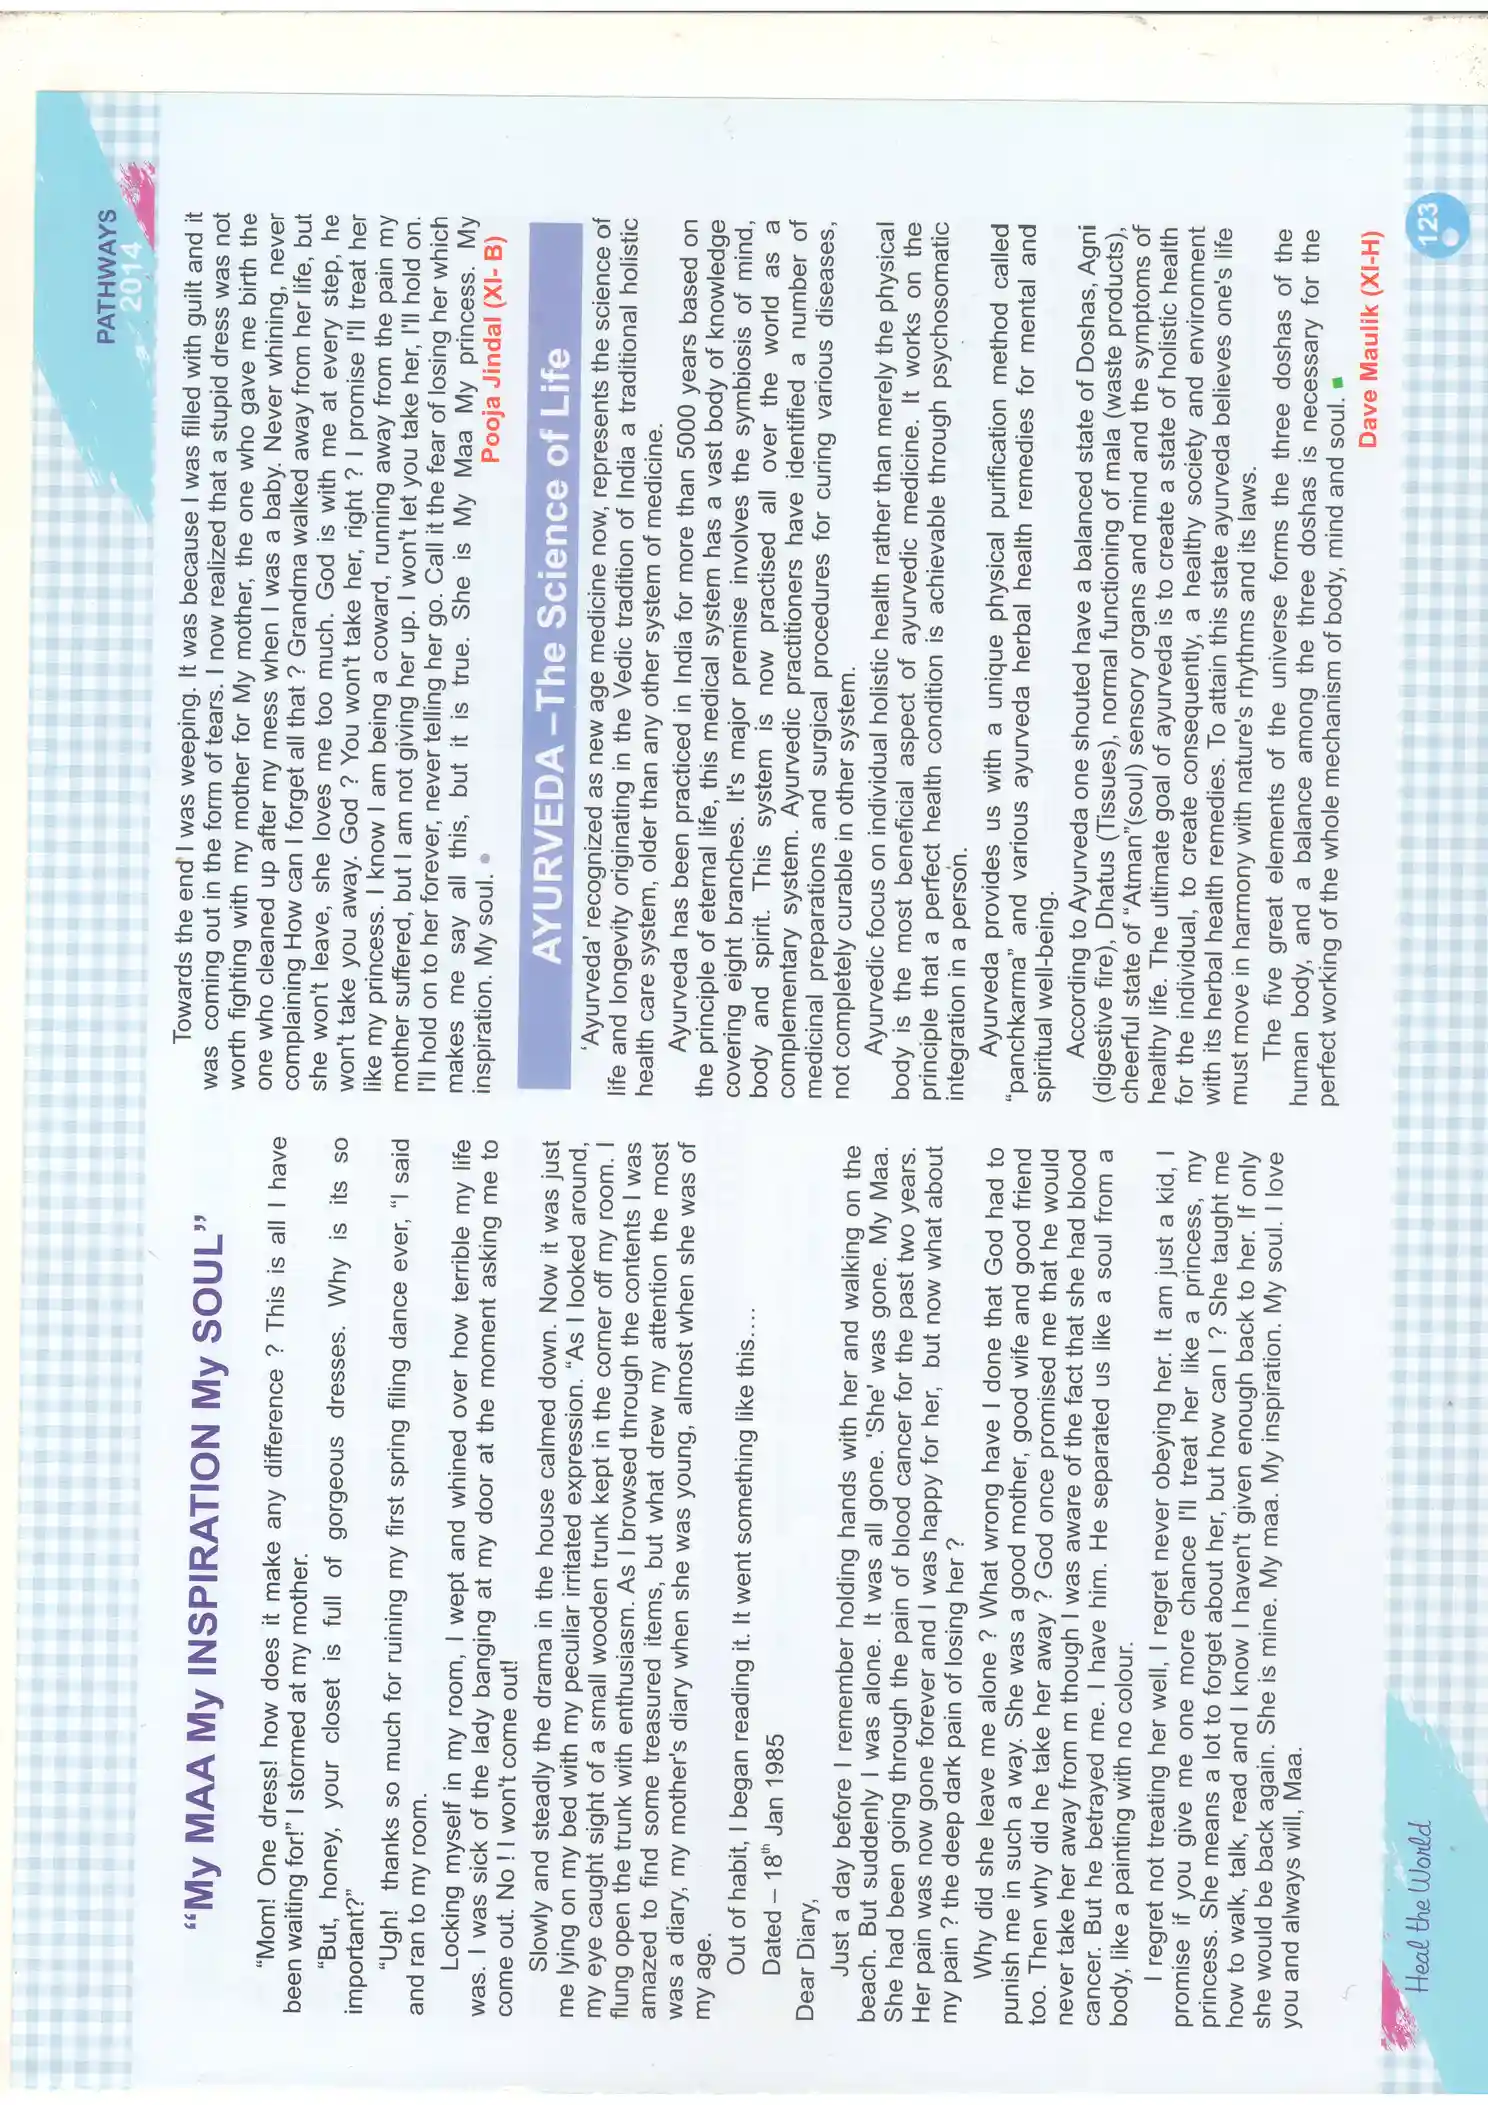 PATHWAYS
2014
“My MAA My INSPIRATION My SOUL”
“Mom! One dress! how does it make any difference ? This is all I have
been waiting for!” I stormed at my mother.
“But, honey, your closet is full of gorgeous dresses. Why is its so
important?”
“Ugh! thanks so much for ruining my first spring filing dance ever, “I said
and ran to my room.
Locking myself in my room, I wept and whined over how terrible my life
was. I was sick of the lady banging at my door at the moment asking me to
come out. No ! I won't come out!
Slowly and steadly the drama in the house calmed down. Now it was just
me lying on my bed with my peculiar irritated expression. “As I looked around,
my eye caught sight of a small wooden trunk kept in the corner off my room. I
flung open the trunk with enthusiasm. As I browsed through the contents I was
amazed to find some treasured items, but what drew my attention the most
was a diary, my mother's diary when she was young, almost when she was of
my age.
Out of habit, I began reading it. It went something like this....
Dated – 18th Jan 1985
Dear Diary,
Just a day before I remember holding hands with her and walking on the
beach. But suddenly I was alone. It was all gone. 'She' was gone. My Maa.
She had been going through the pain of blood cancer for the past two years.
Her pain was now gone forever and I was happy for her, but now what about
my pain ? the deep dark pain of losing her ?
Why did she leave me alone ? What wrong have I done that God had to
punish me in such a way. She was a good mother, good wife and good friend
too. Then why did he take her away ? God once promised me that he would
never take her away from m though I was aware of the fact that she had blood
cancer. But he betrayed me. I have him. He separated us like a soul from a
body, like a painting with no colour.
I regret not treating her well, I regret never obeying her. It am just a kid, I
promise if you give me one more chance I'll treat her like a princess, my
princess. She means a lot to forget about her, but how can I ? She taught me
how to walk, talk, read and I know I haven't given enough back to her. If only
she would be back again. She is mine. My maa. My inspiration. My soul. I love
you and always will, Maa.
Towards the end I was weeping. It was because I was filled with guilt and it
was coming out in the form of tears. I now realized that a stupid dress was not
worth fighting with my mother for My mother, the one who gave me birth the
one who cleaned up after my mess when I was a baby. Never whining, never
complaining How can I forget all that ? Grandma walked away from her life, but
she won't leave, she loves me too much. God is with me at every step, he
won't take you away. God ? You won't take her, right ? I promise I'll treat her
like my princess. I know I am being a coward, running away from the pain my
mother suffered, but I am not giving her up. I won't let you take her, I'll hold on.
I'll hold on to her forever, never telling her go. Call it the fear of losing her which
makes me say all this, but it is true. She is My Maa My princess. My
inspiration. My soul.
Pooja Jindal (XI- B)
AYURVEDA –The Science of Life
‘Ayurveda' recognized as new age medicine now, represents the science of
life and longevity originating in the Vedic tradition of India a traditional holistic
health care system, older than any other system of medicine.
Ayurveda has been practiced in India for more than 5000 years based on
the principle of eternal life, this medical system has a vast body of knowledge
covering eight branches. It's major premise involves the symbiosis of mind,
body and spirit. This system is now practised all over the world as a
complementary system. Ayurvedic practitioners have identified a number of
medicinal preparations and surgical procedures for curing various diseases,
not completely curable in other system.
Ayurvedic focus on individual holistic health rather than merely the physical
body is the most beneficial aspect of ayurvedic medicine. It works on the
principle that a perfect health condition is achievable through psychosomatic
integration in a person.
Ayurveda provides us with a unique physical purification method called
“panchkarma” and various ayurveda herbal health remedies for mental and
spiritual well-being.
According to Ayurveda one shouted have a balanced state of Doshas, Agni
(digestive fire), Dhatus (Tissues), normal functioning of mala (waste products),
cheerful state of “Atman”(soul) sensory organs and mind and the symptoms of
healthy life. The ultimate goal of ayurveda is to create a state of holistic health
for the individual, to create consequently, a healthy society and environment
with its herbal health remedies. To attain this state ayurveda believes one's life
must move in harmony with nature's rhythms and its laws.
The five great elements of the universe forms the three doshas of the
human body, and a balance among the three doshas is necessary for the
perfect working of the whole mechanism of body, mind and soul.
Dave Maulik (XI-H)
Heal the World
123